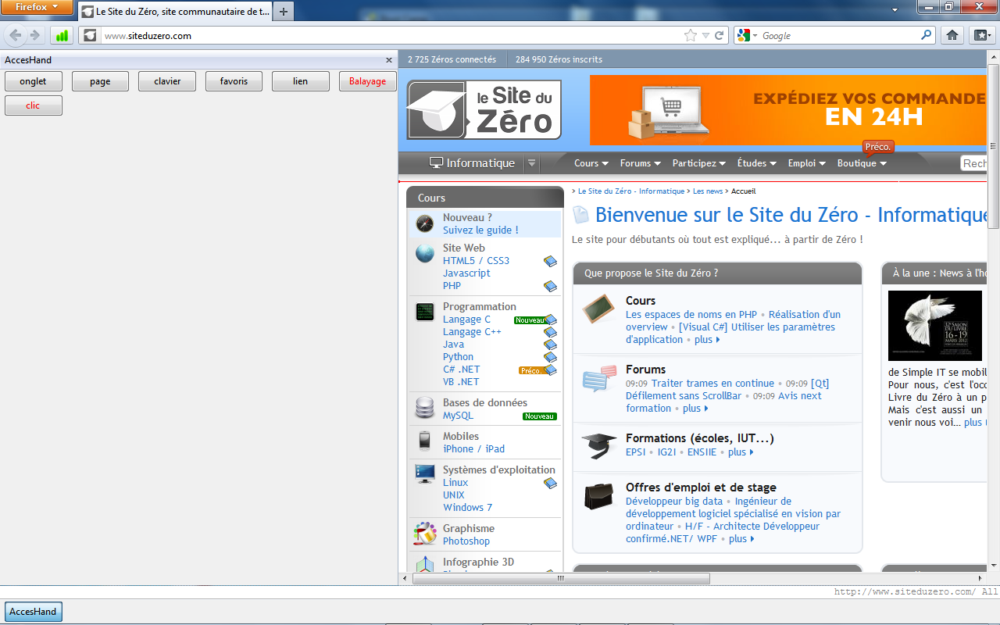 Firefox
Le Site du Zéro, site communautaire de t...
www.siteduzero.com
Google
AccesHand
onglet
page
clavier
favoris
lien
Balayage
clic
2 725 Zéros connectés
284 950 Zéros inscrits
le Site du
Zéro
EXPÉDIEZ VOS COMMANDE
EN 24H
Préco.
Informatique
Cours
Forums
Participez
Études
Emploi
Boutique
Rech
Cours
Nouveau ?
Suivez le guide !
Site Web
HTML5 / CSS3
Javascript
PHP
Programmation
Langage C Nouveau
Langage C++
Java
Python
C# .NET Préco.
VB .NET
Bases de données
MySQL Nouveau
Mobiles
iPhone / iPad
Systèmes d'exploitation
Linux
UNIX
Windows 7
Graphisme
Photoshop
Infographie 3D
> Le Site du Zéro - Informatique > Les news > Accueil
Bienvenue sur le Site du Zéro - Informatique
Le site pour débutants où tout est expliqué... à partir de Zéro !
Que propose le Site du Zéro ?
Cours
Les espaces de noms en PHP • Réalisation d'un
overview • [Visual C#] Utiliser les paramètres
d'application • plus
Forums
09:09 Traiter trames en continue • 09:09 [Qt]
Défilement sans ScrollBar • 09:09 Avis next
formation • plus
Formations (écoles, IUT...)
EPSI • IG2I • ENSIIE • plus
Offres d'emploi et de stage
Développeur big data • Ingénieur de
développement logiciel spécialisé en vision par
ordinateur • H/F - Architecte Développeur
confirmé.NET/ WPF • plus
À la une : News à l'ho
32e SALON
DU LIVRE
16-19
MARS 2012
de Simple IT se mobil
Pour nous, c'est l'occ
Livre du Zéro à un p
Mais c'est aussi un
venir nous voi... plus
http://www.siteduzero.com/ All
AccesHand